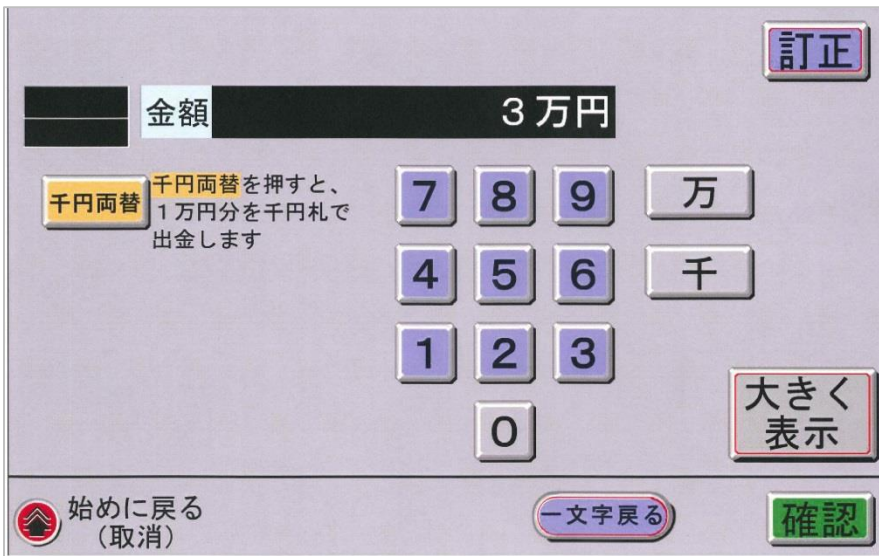 訂正
金額 3万円
千円両替
千円両替を押すと、
1万円分を千円札で
出金します
7 8 9 万
4 5 6 千
1 2 3
0
大きく
表示
始めに戻る
(取消)
一文字戻る
確認